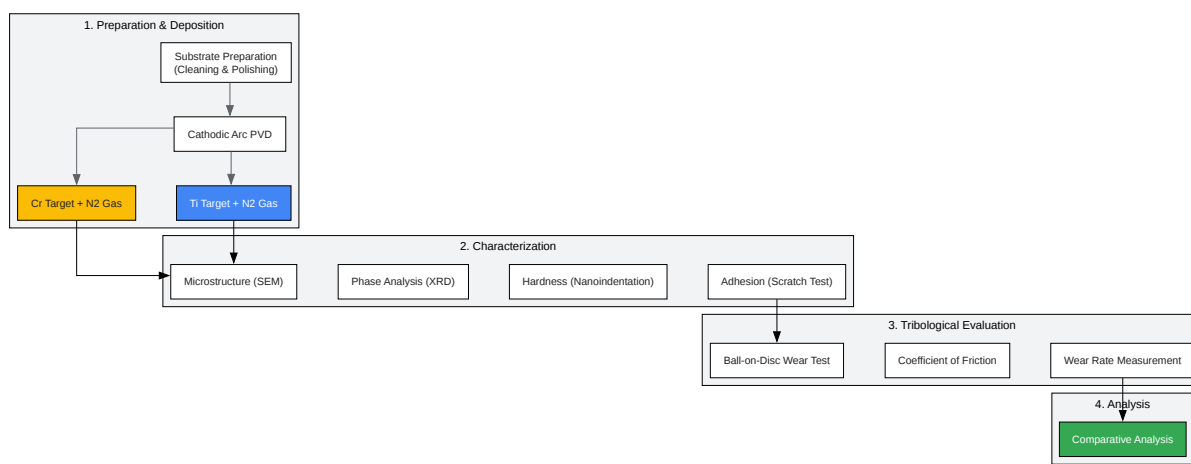 1. Preparation & Deposition
Substrate Preparation
(Cleaning & Polishing)
Cathodic Arc PVD
Cr Target + N2 Gas
Ti Target + N2 Gas
2. Characterization
Microstructure (SEM)
Phase Analysis (XRD)
Hardness (Nanoindentation)
Adhesion (Scratch Test)
3. Tribological Evaluation
Ball-on-Disc Wear Test
Coefficient of Friction
Wear Rate Measurement
4. Analysis
Comparative Analysis